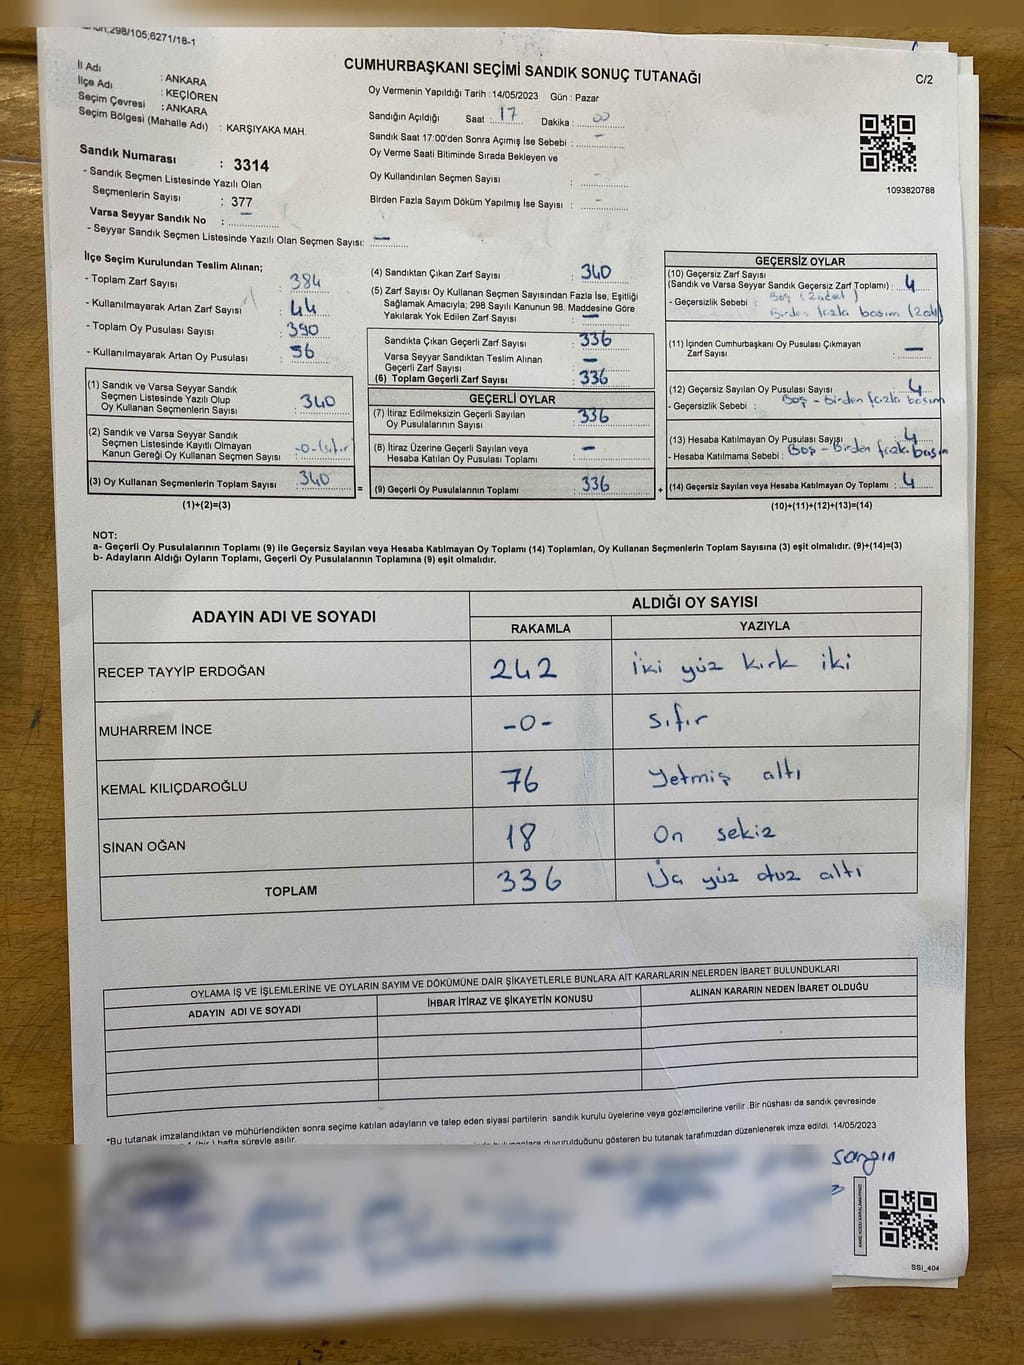 298/105;6271/18-1
CUMHURBAŞKANI SEÇİMİ SANDIK SONUÇ TUTANAĞI
C/2
İl Adı : ANKARA
İlçe Adı : KEÇİÖREN
Seçim Çevresi : ANKARA
Seçim Bölgesi (Mahalle Adı) : KARŞIYAKA MAH.
Oy Vermenin Yapıldığı Tarih : 14/05/2023 Gün : Pazar
Sandığın Açıldığı Saat : 17 Dakika : 00
Sandık Saat 17:00'den Sonra Açımış İse Sebebi : -
Oy Verme Saati Bitiminde Sırada Bekleyen ve
Oy Kullandırılan Seçmen Sayısı : -
Birden Fazla Sayım Döküm Yapılmış İse Sayısı : -
1093820788
Sandık Numarası : 3314
- Sandık Seçmen Listesinde Yazılı Olan
Seçmenlerin Sayısı : 377
Varsa Seyyar Sandık No : -
- Seyyar Sandık Seçmen Listesinde Yazılı Olan Seçmen Sayısı: -
İlçe Seçim Kurulundan Teslim Alınan;
- Toplam Zarf Sayısı : 384
- Kullanılmayarak Artan Zarf Sayısı : 44
- Toplam Oy Pusulası Sayısı : 390
- Kullanılmayarak Artan Oy Pusulası : 56
(1) Sandık ve Varsa Seyyar Sandık
Seçmen Listesinde Yazılı Olup
Oy Kullanan Seçmenlerin Sayısı : 340
(2) Sandık ve Varsa Seyyar Sandık
Seçmen Listesinde Kayıtlı Olmayan
Kanun Gereği Oy Kullanan Seçmen Sayısı : -0-(sıfır)
(3) Oy Kullanan Seçmenlerin Toplam Sayısı : 340
(1)+(2)=(3)
=
(4) Sandıktan Çıkan Zarf Sayısı : 340
(5) Zarf Sayısı Oy Kullanan Seçmen Sayısından Fazla İse, Eşitliği
Sağlamak Amacıyla; 298 Sayılı Kanunun 98. Maddesine Göre
Yakılarak Yok Edilen Zarf Sayısı : -
Sandıkta Çıkan Geçerli Zarf Sayısı : 336
Varsa Seyyar Sandıktan Teslim Alınan
Geçerli Zarf Sayısı : -
(6) Toplam Geçerli Zarf Sayısı : 336
GEÇERLİ OYLAR
(7) İtiraz Edilmeksizin Geçerli Sayılan
Oy Pusulalarının Sayısı : 336
(8) İtiraz Üzerine Geçerli Sayılan veya
Hesaba Katılan Oy Pusulası Toplamı : -
(9) Geçerli Oy Pusulalarının Toplamı : 336
+
GEÇERSİZ OYLAR
(10) Geçersiz Zarf Sayısı
(Sandık ve Varsa Seyyar Sandık Geçersiz Zarf Toplamı) : 4
- Geçersizlik Sebebi : Boş (2 adet)
Birden fazla basım (2 ad)
(11) İçinden Cumhurbaşkanı Oy Pusulası Çıkmayan
Zarf Sayısı : -
(12) Geçersiz Sayılan Oy Pusulası Sayısı : 4
- Geçersizlik Sebebi : Boş - Birden fazla basım
(13) Hesaba Katılmayan Oy Pusulası Sayısı : 4
- Hesaba Katılmama Sebebi : Boş - Birden fazla basım
(14) Geçersiz Sayılan veya Hesaba Katılmayan Oy Toplamı : 4
(10)+(11)+(12)+(13)=(14)
NOT:
a- Geçerli Oy Pusulalarının Toplamı (9) ile Geçersiz Sayılan veya Hesaba Katılmayan Oy Toplamı (14) Toplamları, Oy Kullanan Seçmenlerin Toplam Sayısına (3) eşit olmalıdır. (9)+(14)=(3)
b- Adayların Aldığı Oyların Toplamı, Geçerli Oy Pusulalarının Toplamına (9) eşit olmalıdır.
ADAYIN ADI VE SOYADI
ALDIĞI OY SAYISI
RAKAMLA YAZIYLA
RECEP TAYYİP ERDOĞAN 242 İki yüz kırk iki
MUHARREM İNCE -0- sıfır
KEMAL KILIÇDAROĞLU 76 Yetmiş altı
SİNAN OĞAN 18 On sekiz
TOPLAM 336 Üç yüz otuz altı
OYLAMA İŞ VE İŞLEMLERİNE VE OYLARIN SAYIM VE DÖKÜMÜNE DAİR ŞİKAYETLERLE BUNLARA AİT KARARLARIN NELERDEN İBARET BULUNDUKLARI
ADAYIN ADI VE SOYADI İHBAR İTİRAZ VE ŞİKAYETİN KONUSU ALINAN KARARIN NEDEN İBARET OLDUĞU
*Bu tutanak imzalandıktan ve mühürlendikten sonra seçime katılan adayların ve talep eden siyasi partilerin sandık kurulu üyelerine veya gözlemcilerine verilir .Bir nüshası da sandık çevresinde
hafta süreyle asılır.
duyurulduğunu gösteren bu tutanak tarafımızdan düzenlenerek imza edildi. 14/05/2023
KARE KODU KARALAMAYINIZ!
SSI_404